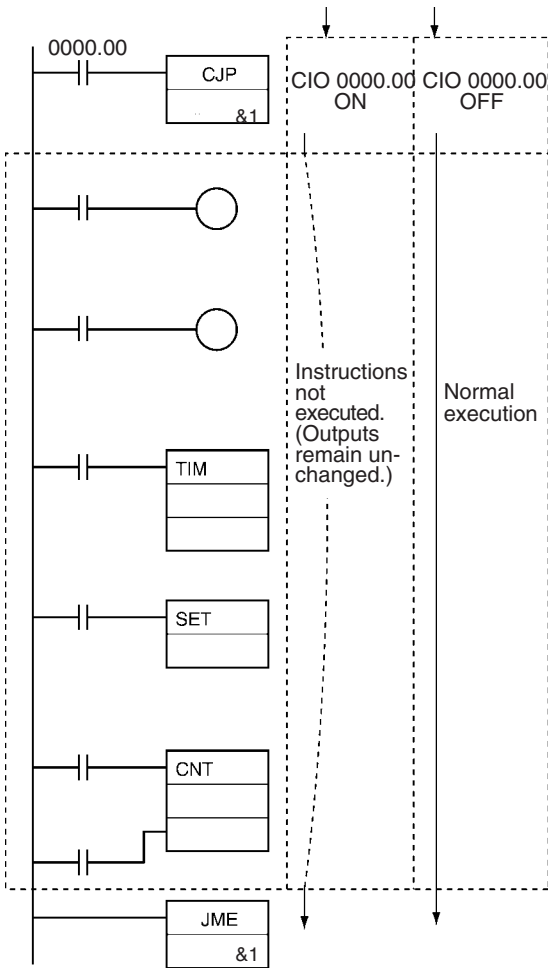 0000.00
CJP
&1
CIO 0000.00
ON
CIO 0000.00
OFF
Instructions
not
executed.
(Outputs
remain un-
changed.)
Normal
execution
TIM
SET
CNT
JME
&1